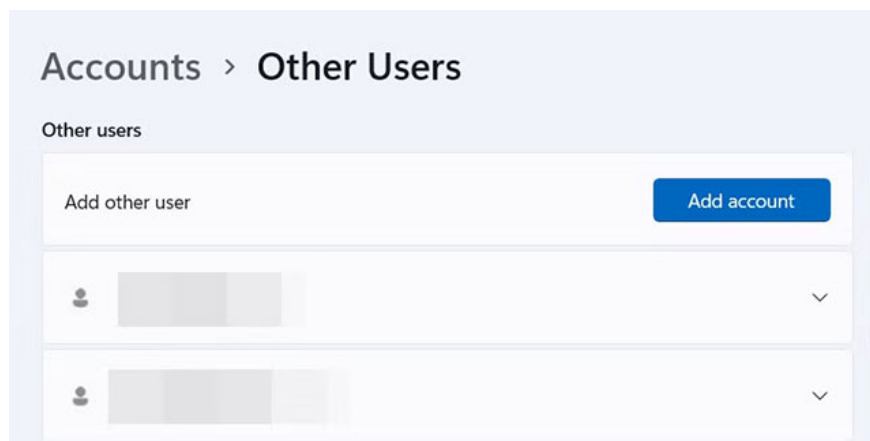 Accounts > Other Users
Other users
Add other user
Add account